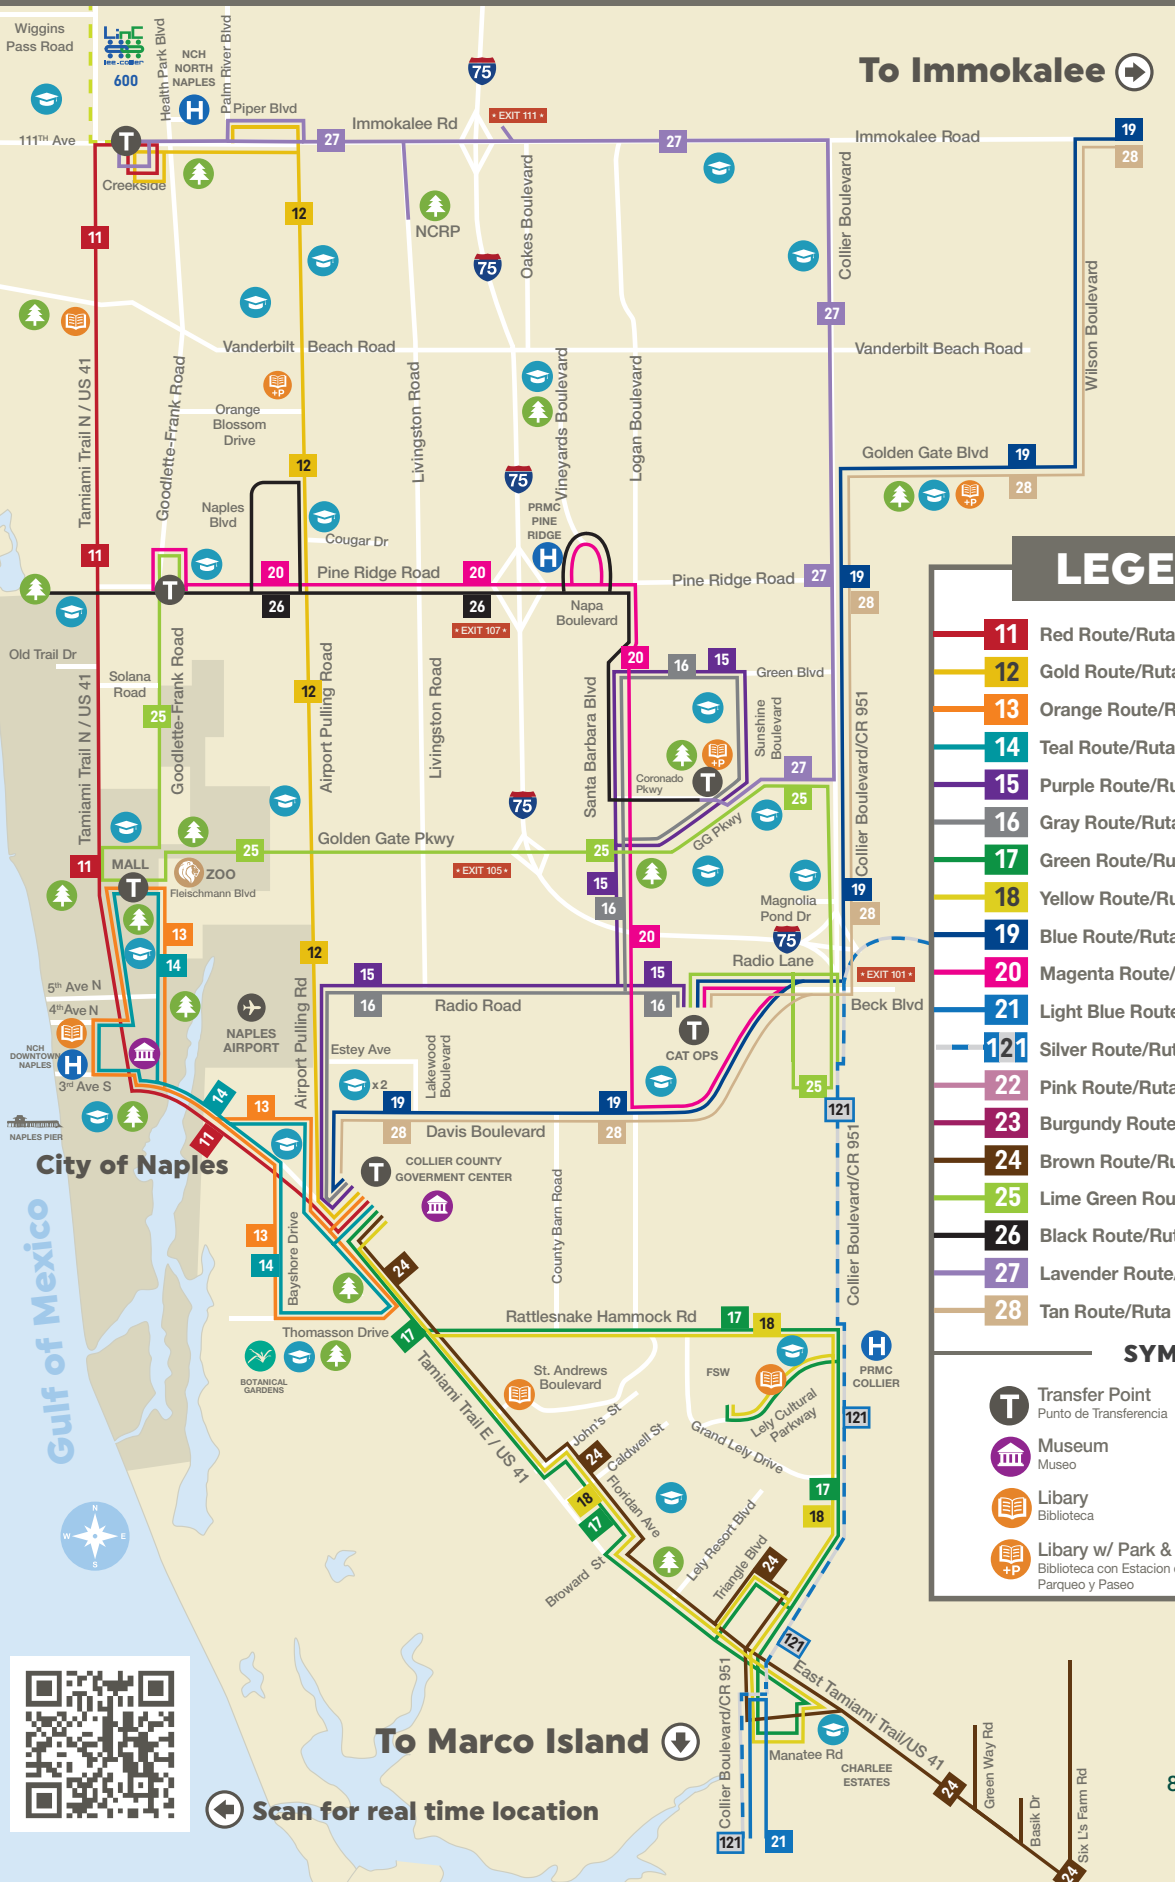 Wiggins
Pass Road
LinC
lee-collier
600
Health Park Blvd
NCH
NORTH
NAPLES
H
Palm River Blvd
Piper Blvd
75
To Immokalee
111TH Ave
T
Creekside
27
Immokalee Rd
* EXIT 111 *
27
Immokalee Road
19
28
11
12
NCRP
75
Oakes Boulevard
Collier Boulevard
27
Wilson Boulevard
Vanderbilt Beach Road
Vanderbilt Beach Road
Tamiami Trail N / US 41
Goodlette-Frank Road
+P
Orange
Blossom
Drive
Livingston Road
Vineyards Boulevard
Logan Boulevard
12
75
Golden Gate Blvd
19
28
+P
Naples
Blvd
Cougar Dr
PRMC
PINE
RIDGE
H
11
20
Pine Ridge Road
20
Pine Ridge Road
27
19
28
T
26
26
* EXIT 107 *
Napa
Boulevard
Old Trail Dr
Solana
Road
25
Goodlette-Frank Road
Tamiami Trail N / US 41
12
Airport Pulling Road
Livingston Road
20
16
15
Green Blvd
Santa Barbara Blvd
Sunshine
Boulevard
+P
Coronado
Pkwy
T
27
25
Collier Boulevard/CR 951
75
GG Pkwy
11
MALL
T
ZOO
Fleischmann Blvd
25
Golden Gate Pkwy
25
* EXIT 105 *
15
16
Magnolia
Pond Dr
19
28
13
14
12
20
75
Radio Lane
* EXIT 101 *
5th Ave N
4th Ave N
NCH
DOWNTOWN
NAPLES
H
3rd Ave S
NAPLES
AIRPORT
Airport Pulling Rd
15
16
Radio Road
15
16
T
CAT OPS
Beck Blvd
Estey Ave
x 2
Lakewood
Boulevard
25
NAPLES PIER
14
13
11
19
28
Davis Boulevard
19
28
121
City of Naples
T
COLLIER COUNTY
GOVERMENT CENTER
County Barn Road
Collier Boulevard/CR 951
13
14
Bayshore Drive
24
Gulf of Mexico
Thomasson Drive
BOTANICAL
GARDENS
17
Rattlesnake Hammock Rd
17
18
H
PRMC
COLLIER
St. Andrews
Boulevard
FSW
Lely Cultural
Parkway
Grand Lely Drive
121
Tamiami Trail E / US 41
John's St
Caldwell St
24
Floridan Ave
18
17
17
18
Lely Resort Blvd
Triangle Blvd
24
Broward St
N
W
E
S
121
East Tamiami Trail/US 41
Collier Boulevard/CR 951
To Marco Island
Manatee Rd
CHARLEE
ESTATES
24
Green Way Rd
Basik Dr
Six L's Farm Rd
24
Scan for real time location
121
21
8
LEGE
11 Red Route/Ruta
12 Gold Route/Ruta
13 Orange Route/R
14 Teal Route/Ruta
15 Purple Route/Ru
16 Gray Route/Ruta
17 Green Route/Ru
18 Yellow Route/Ru
19 Blue Route/Ruta
20 Magenta Route/
21 Light Blue Route
121 Silver Route/Rut
22 Pink Route/Ruta
23 Burgundy Route
24 Brown Route/Ru
25 Lime Green Rou
26 Black Route/Rut
27 Lavender Route/
28 Tan Route/Ruta
SYM
T
Transfer Point
Punto de Transferencia
Museum
Museo
Libary
Biblioteca
+P
Libary w/ Park &
Biblioteca con Estacion
Parqueo y Paseo